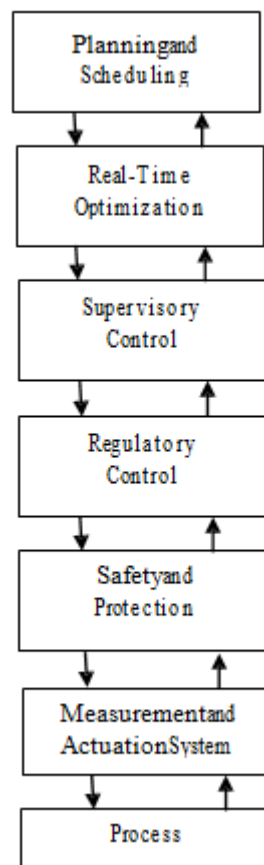 Planningand
Scheduling
Real-Time
Optimization
Supervisory
Control
Regulatory
Control
Safetyand
Protection
Measurementand
ActuationSystem
Process